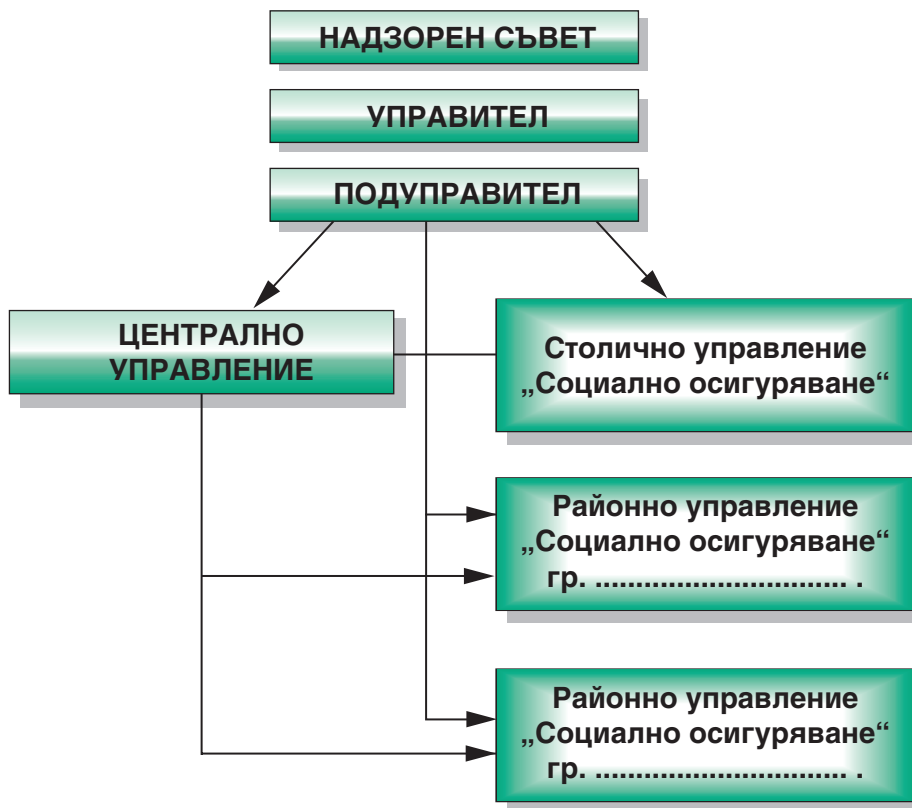 НАДЗОРЕН СЪВЕТ
УПРАВИТЕЛ
ПОДУПРАВИТЕЛ
ЦЕНТРАЛНО
УПРАВЛЕНИЕ
Столично управление
„Социално осигуряване“
Районно управление
„Социално осигуряване“
гр. ............................... .
Районно управление
„Социално осигуряване“
гр. ............................... .